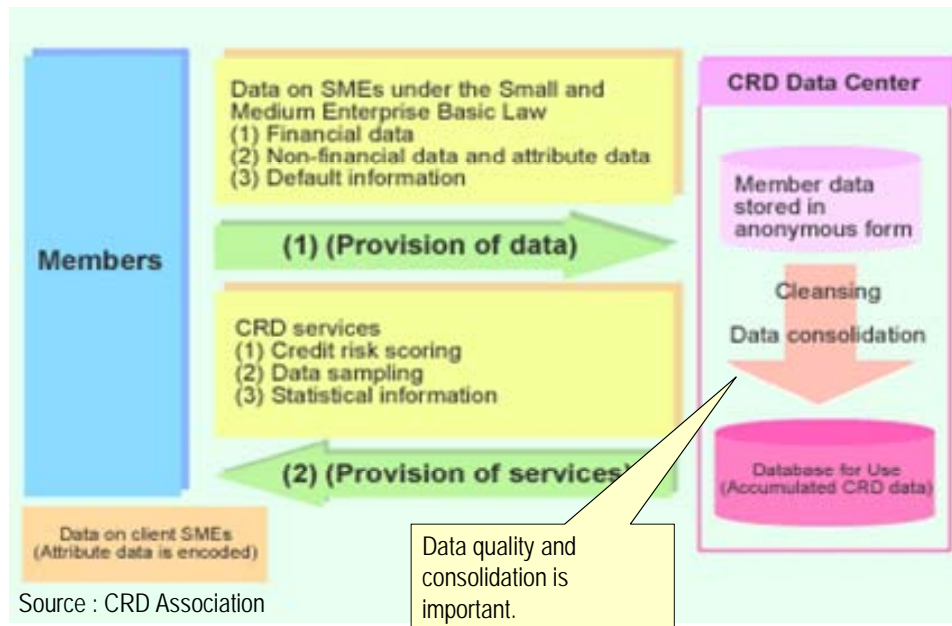 Members
Data on SMEs under the Small and
Medium Enterprise Basic Law
(1) Financial data
(2) Non-financial data and attribute data
(3) Default information
(1) (Provision of data)
CRD services
(1) Credit risk scoring
(2) Data sampling
(3) Statistical information
(2) (Provision of services)
CRD Data Center
Member data
stored in
anonymous form
Cleansing
Data consolidation
Database for Use
(Accumulated CRD data)
Data on client SMEs
(Attribute data is encoded)
Data quality and
consolidation is
important.
Source : CRD Association